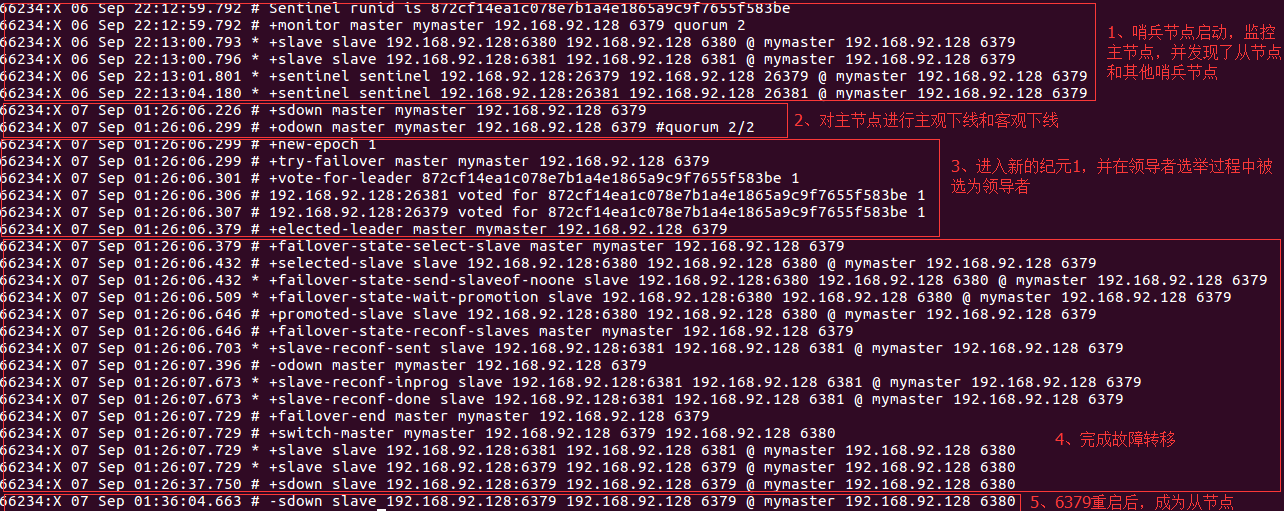 66234:X 06 Sep 22:12:59.792 # Sentinel runid is 872cf14ea1c078e7b1a4e1865a9c9f7655f583be
66234:X 06 Sep 22:12:59.792 # +monitor master mymaster 192.168.92.128 6379 quorum 2
66234:X 06 Sep 22:13:00.793 * +slave slave 192.168.92.128:6380 192.168.92.128 6380 @ mymaster 192.168.92.128 6379
66234:X 06 Sep 22:13:00.796 * +slave slave 192.168.92.128:6381 192.168.92.128 6381 @ mymaster 192.168.92.128 6379
66234:X 06 Sep 22:13:01.801 * +sentinel sentinel 192.168.92.128:26379 192.168.92.128 26379 @ mymaster 192.168.92.128 6379
66234:X 06 Sep 22:13:04.180 * +sentinel sentinel 192.168.92.128:26381 192.168.92.128 26381 @ mymaster 192.168.92.128 6379
1、哨兵节点启动，监控
主节点，并发现了从节点
和其他哨兵节点
66234:X 07 Sep 01:26:06.226 # +sdown master mymaster 192.168.92.128 6379
66234:X 07 Sep 01:26:06.299 # +odown master mymaster 192.168.92.128 6379 #quorum 2/2
2、对主节点进行主观下线和客观下线
66234:X 07 Sep 01:26:06.299 # +new-epoch 1
66234:X 07 Sep 01:26:06.299 # +try-failover master mymaster 192.168.92.128 6379
66234:X 07 Sep 01:26:06.301 # +vote-for-leader 872cf14ea1c078e7b1a4e1865a9c9f7655f583be 1
66234:X 07 Sep 01:26:06.306 # 192.168.92.128:26381 voted for 872cf14ea1c078e7b1a4e1865a9c9f7655f583be 1
66234:X 07 Sep 01:26:06.307 # 192.168.92.128:26379 voted for 872cf14ea1c078e7b1a4e1865a9c9f7655f583be 1
66234:X 07 Sep 01:26:06.379 # +elected-leader master mymaster 192.168.92.128 6379
3、进入新的纪元1，并在领导者选举过程中被
选为领导者
66234:X 07 Sep 01:26:06.379 # +failover-state-select-slave master mymaster 192.168.92.128 6379
66234:X 07 Sep 01:26:06.432 # +selected-slave slave 192.168.92.128:6380 192.168.92.128 6380 @ mymaster 192.168.92.128 6379
66234:X 07 Sep 01:26:06.432 * +failover-state-send-slaveof-noone slave 192.168.92.128:6380 192.168.92.128 6380 @ mymaster 192.168.92.128 6379
66234:X 07 Sep 01:26:06.509 * +failover-state-wait-promotion slave 192.168.92.128:6380 192.168.92.128 6380 @ mymaster 192.168.92.128 6379
66234:X 07 Sep 01:26:06.646 # +promoted-slave slave 192.168.92.128:6380 192.168.92.128 6380 @ mymaster 192.168.92.128 6379
66234:X 07 Sep 01:26:06.646 # +failover-state-reconf-slaves master mymaster 192.168.92.128 6379
66234:X 07 Sep 01:26:06.703 * +slave-reconf-sent slave 192.168.92.128:6381 192.168.92.128 6381 @ mymaster 192.168.92.128 6379
66234:X 07 Sep 01:26:07.396 # -odown master mymaster 192.168.92.128 6379
66234:X 07 Sep 01:26:07.673 * +slave-reconf-inprog slave 192.168.92.128:6381 192.168.92.128 6381 @ mymaster 192.168.92.128 6379
66234:X 07 Sep 01:26:07.673 * +slave-reconf-done slave 192.168.92.128:6381 192.168.92.128 6381 @ mymaster 192.168.92.128 6379
66234:X 07 Sep 01:26:07.729 # +failover-end master mymaster 192.168.92.128 6379
66234:X 07 Sep 01:26:07.729 # +switch-master mymaster 192.168.92.128 6379 192.168.92.128 6380
66234:X 07 Sep 01:26:07.729 * +slave slave 192.168.92.128:6381 192.168.92.128 6381 @ mymaster 192.168.92.128 6380
66234:X 07 Sep 01:26:07.729 * +slave slave 192.168.92.128:6379 192.168.92.128 6379 @ mymaster 192.168.92.128 6380
66234:X 07 Sep 01:26:37.750 # +sdown slave 192.168.92.128:6379 192.168.92.128 6379 @ mymaster 192.168.92.128 6380
4、完成故障转移
66234:X 07 Sep 01:36:04.663 # -sdown slave 192.168.92.128:6379 192.168.92.128 6379 @ mymaster 192.168.92.128 6380
5、6379重启后，成为从节点